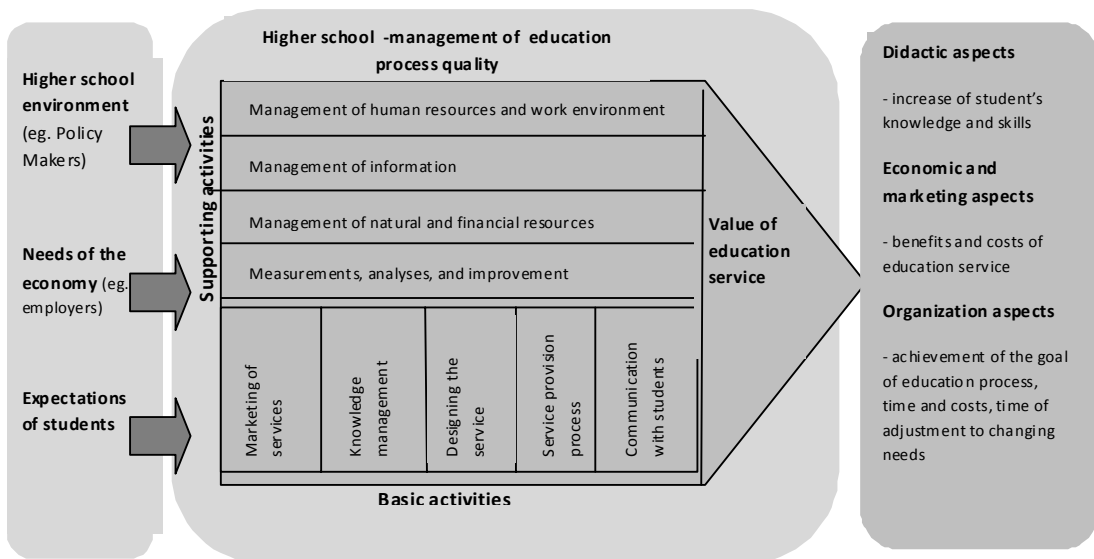 Higher school
environment
(eg. Policy
Makers)
Needs of the
economy (eg.
employers)
Expectations
of students
Higher school -management of education
process quality
Supporting activities
Management of human resources and work environment
Management of information
Management of natural and financial resources
Measurements, analyses, and improvement
Marketing of
services
Knowledge
management
Designing the
service
Service provision
process
Communication
with students
Basic activities
Value of
education
service
Didactic aspects
- increase of student's
knowledge and skills
Economic and
marketing aspects
- benefits and costs of
education service
Organization aspects
- achievement of the goal
of education process,
time and costs, time of
adjustment to changing
needs